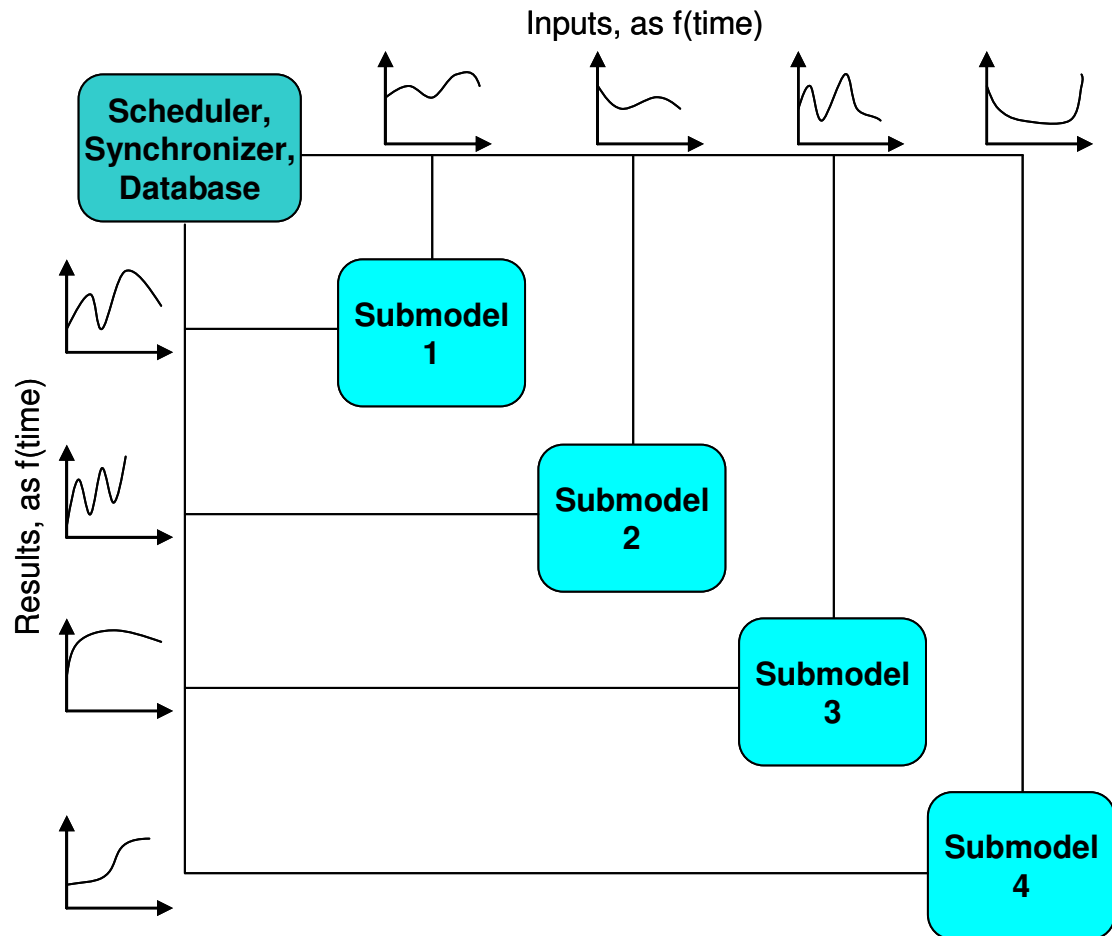 Inputs, as f(time)
Scheduler,
Synchronizer,
Database
Submodel
1
Results, as f(time)
Submodel
2
Submodel
3
Submodel
4